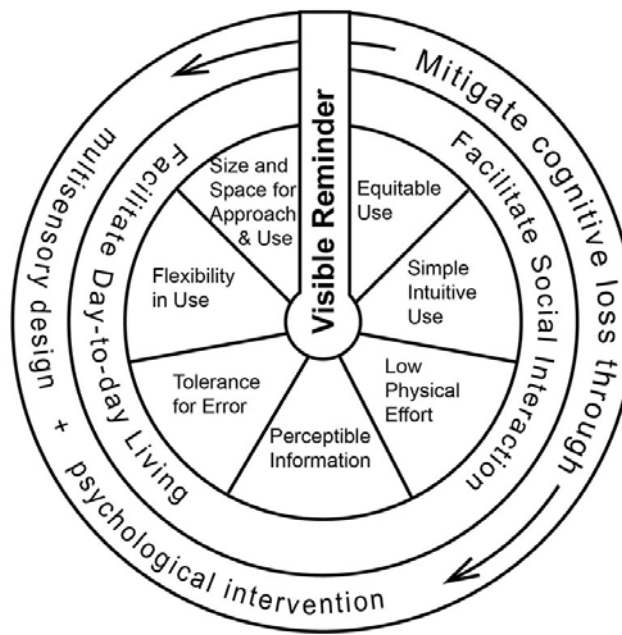 Mitigate cognitive loss through
multisensory design + psychological intervention
Facilitate Day-to-day Living
Facilitate Social Interaction
Visible Reminder
Size and
Space for
Approach
& Use
Equitable
Use
Simple
Intuitive
Use
Low
Physical
Effort
Perceptible
Information
Tolerance
for Error
Flexibility
in Use